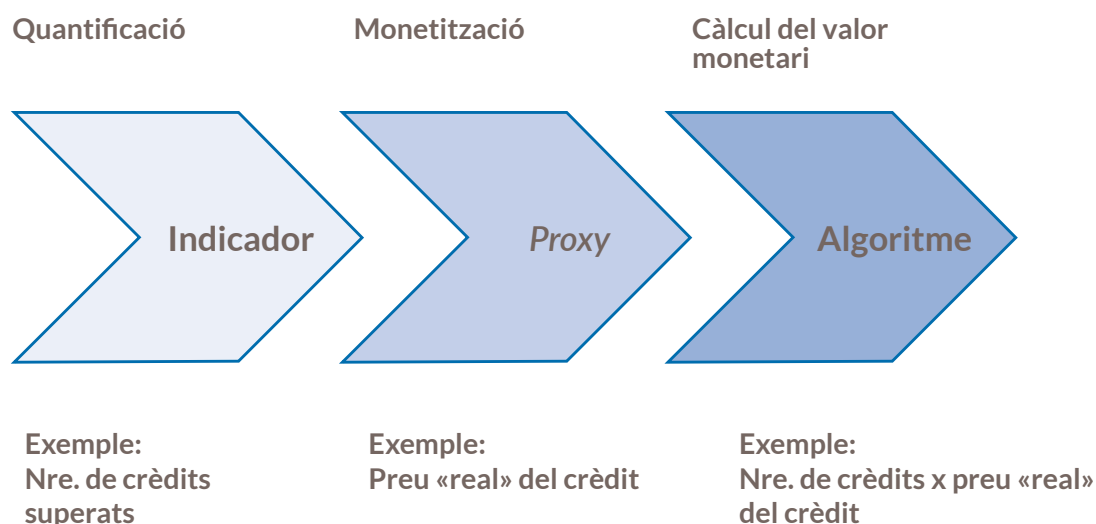 Quantificació
Monetització
Càlcul del valor
monetari
Indicador
Proxy
Algoritme
Exemple:
Nre. de crèdits
superats
Exemple:
Preu «real» del crèdit
Exemple:
Nre. de crèdits x preu «real»
del crèdit